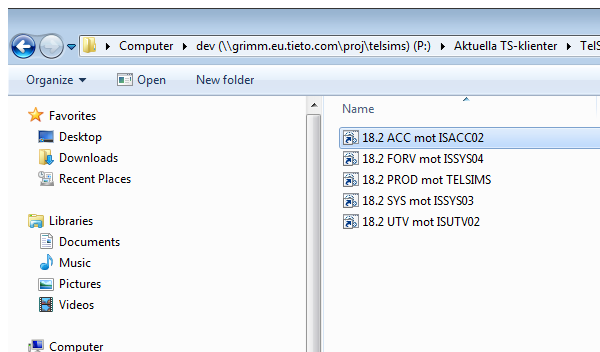 Computer ▸ dev (\\grimm.eu.tieto.com\proj\telsims) (P:) ▸ Aktuella TS-klienter ▸
Organize Open New folder
Name
Favorites
Desktop
Downloads
Recent Places
Libraries
Documents
Music
Pictures
Videos
Computer
18.2 ACC mot ISACC02
18.2 FORV mot ISSYS04
18.2 PROD mot TELSIMS
18.2 SYS mot ISSYS03
18.2 UTV mot ISUTV02